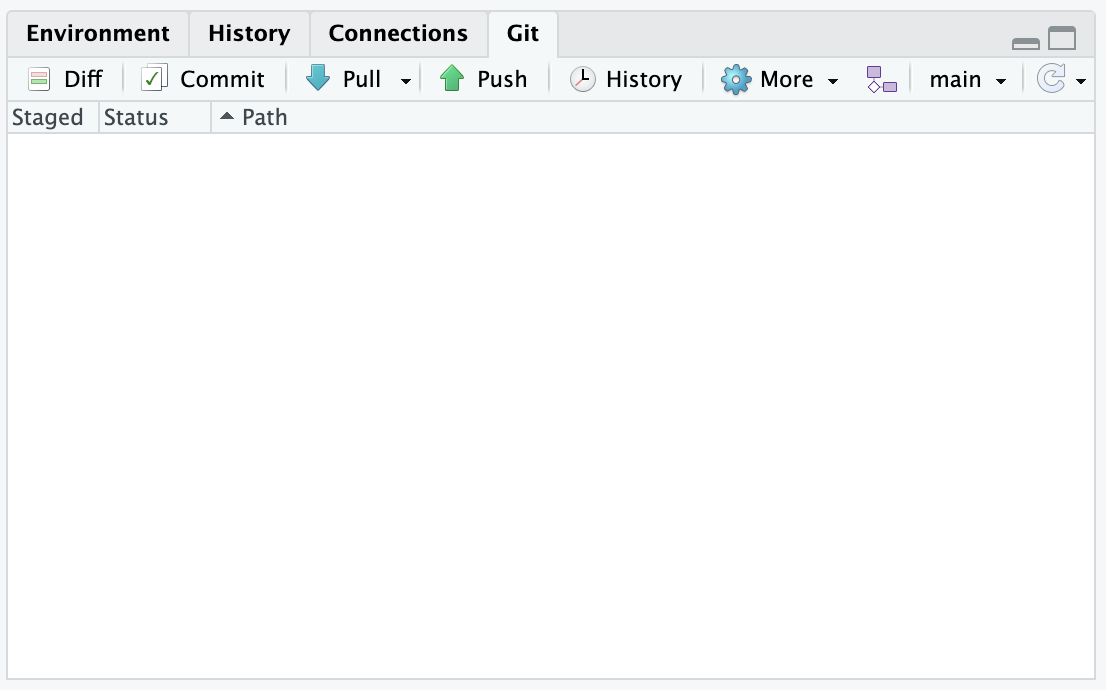 Environment History Connections Git
Diff Commit Pull Push History More main
Staged Status Path